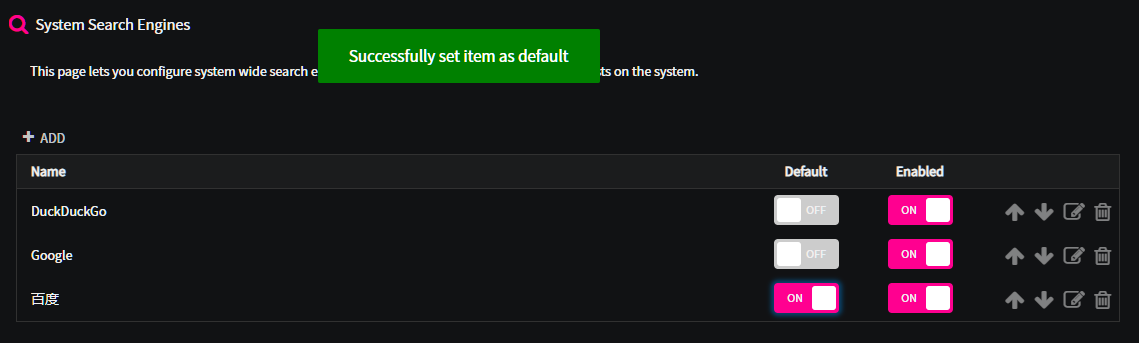 System Search Engines
Successfully set item as default
This page lets you configure system wide search e ts on the system.
ADD
Name Default Enabled
DuckDuckGo OFF ON
Google OFF ON
百度 ON ON